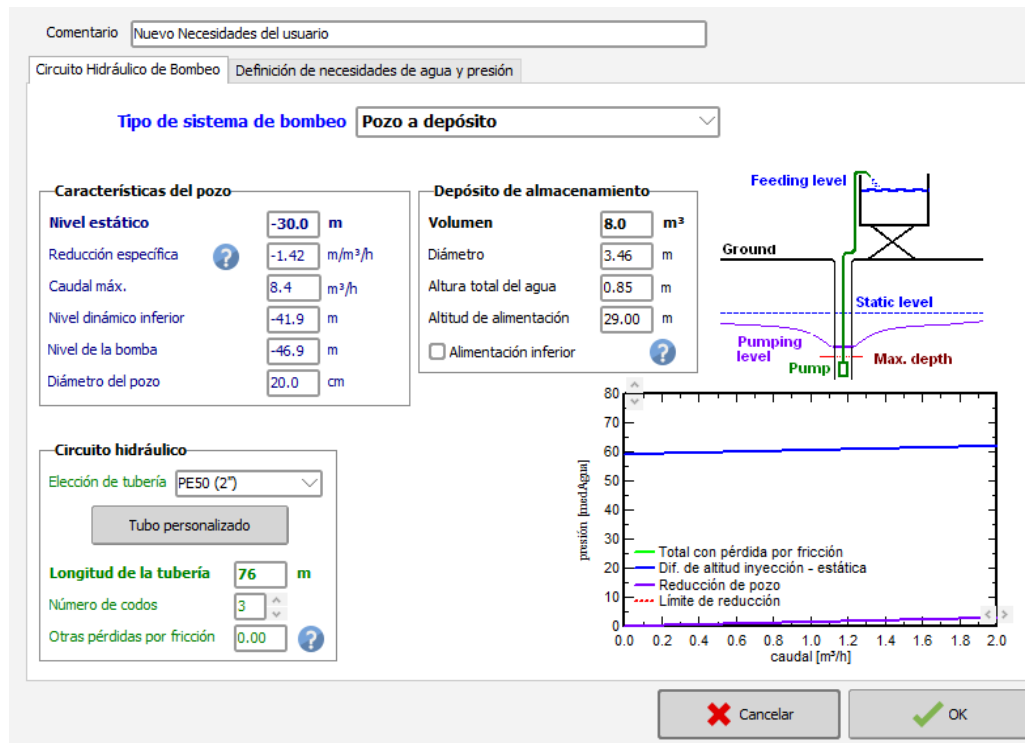 Comentario Nuevo Necesidades del usuario
Circuito Hidráulico de Bombeo Definición de necesidades de agua y presión
Tipo de sistema de bombeo Pozo a depósito
Características del pozo
Nivel estático -30.0 m
Reducción específica ? -1.42 m/m³/h
Caudal máx. 8.4 m³/h
Nivel dinámico inferior -41.9 m
Nivel de la bomba -46.9 m
Diámetro del pozo 20.0 cm
Depósito de almacenamiento
Volumen 8.0 m³
Diámetro 3.46 m
Altura total del agua 0.85 m
Altitud de alimentación 29.00 m
Alimentación inferior ?
Feeding level
Ground
Static level
Pumping
level
Max. depth
Pump
Circuito hidráulico
Elección de tubería PE50 (2")
Tubo personalizado
Longitud de la tubería 76 m
Número de codos 3
Otras pérdidas por fricción 0.00 ?
presión [medAgua]
80
70
60
50
40
30
20
10
0
Total con pérdida por fricción
Dif. de altitud inyección - estática
Reducción de pozo
Límite de reducción
0.0 0.2 0.4 0.6 0.8 1.0 1.2 1.4 1.6 1.8 2.0
caudal [m³/h]
Cancelar OK